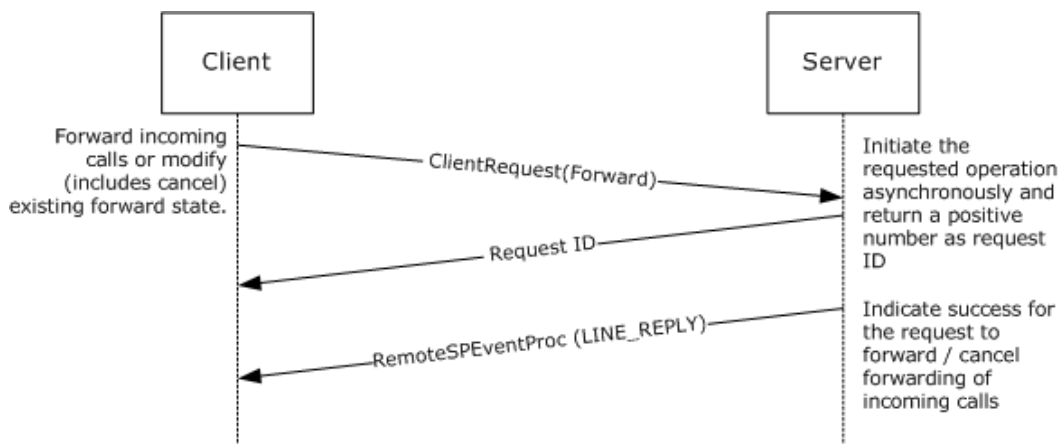 Client
Server
Forward incoming
calls or modify
(includes cancel)
existing forward state.
ClientRequest(Forward)
Initiate the
requested operation
asynchronously and
return a positive
number as request
ID
Request ID
RemoteSPEventProc (LINE_REPLY)
Indicate success for
the request to
forward / cancel
forwarding of
incoming calls